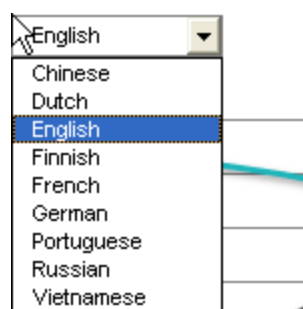 English
Chinese
Dutch
English
Finnish
French
German
Portuguese
Russian
Vietnamese